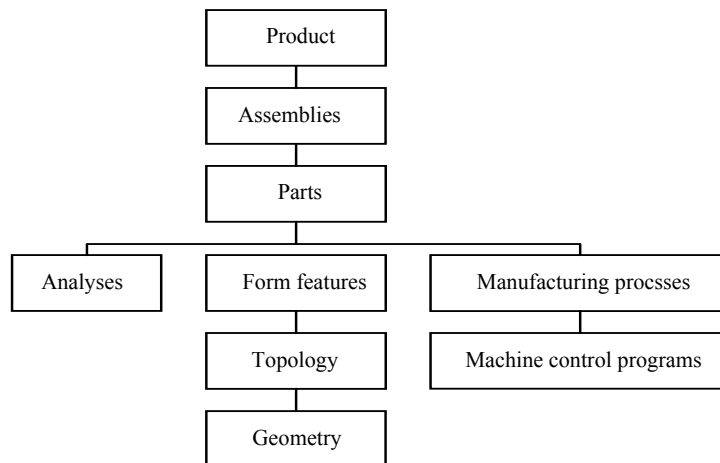 Product
Assemblies
Parts
Analyses
Form features
Manufacturing procsses
Topology
Machine control programs
Geometry